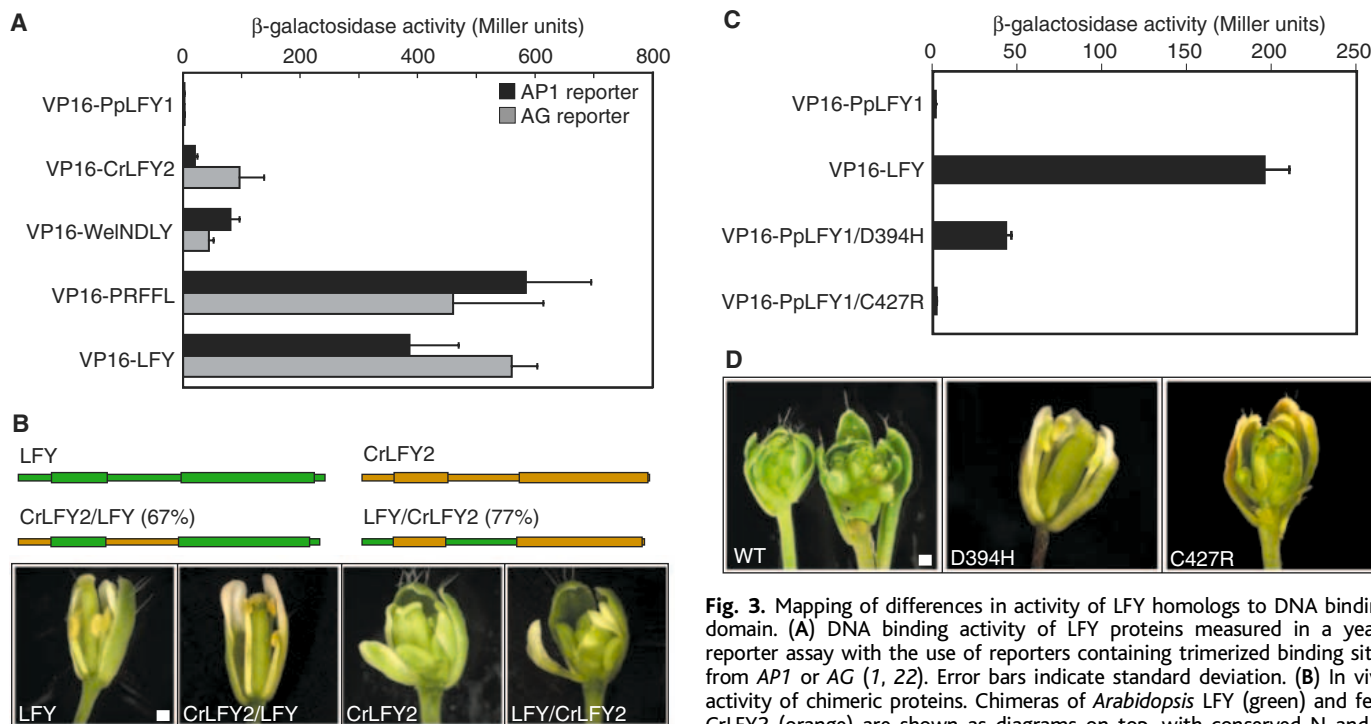 A
β-galactosidase activity (Miller units)
0 200 400 600 800
AP1 reporter
AG reporter
VP16-PpLFY1
VP16-CrLFY2
VP16-WelNDLY
VP16-PRFFL
VP16-LFY
B
LFY
CrLFY2
CrLFY2/LFY (67%)
LFY/CrLFY2 (77%)
LFY
CrLFY2/LFY
CrLFY2
LFY/CrLFY2
C
β-galactosidase activity (Miller units)
0 50 100 150 200 250
VP16-PpLFY1
VP16-LFY
VP16-PpLFY1/D394H
VP16-PpLFY1/C427R
D
WT
D394H
C427R
Fig. 3. Mapping of differences in activity of LFY homologs to DNA
domain. (A) DNA binding activity of LFY proteins measured in a
reporter assay with the use of reporters containing trimerized binding
from AP1 or AG (1, 22). Error bars indicate standard deviation. (B) In
activity of chimeric proteins. Chimeras of Arabidopsis LFY (green) and
(orange) are shown as diagrams on top, with conserved N and